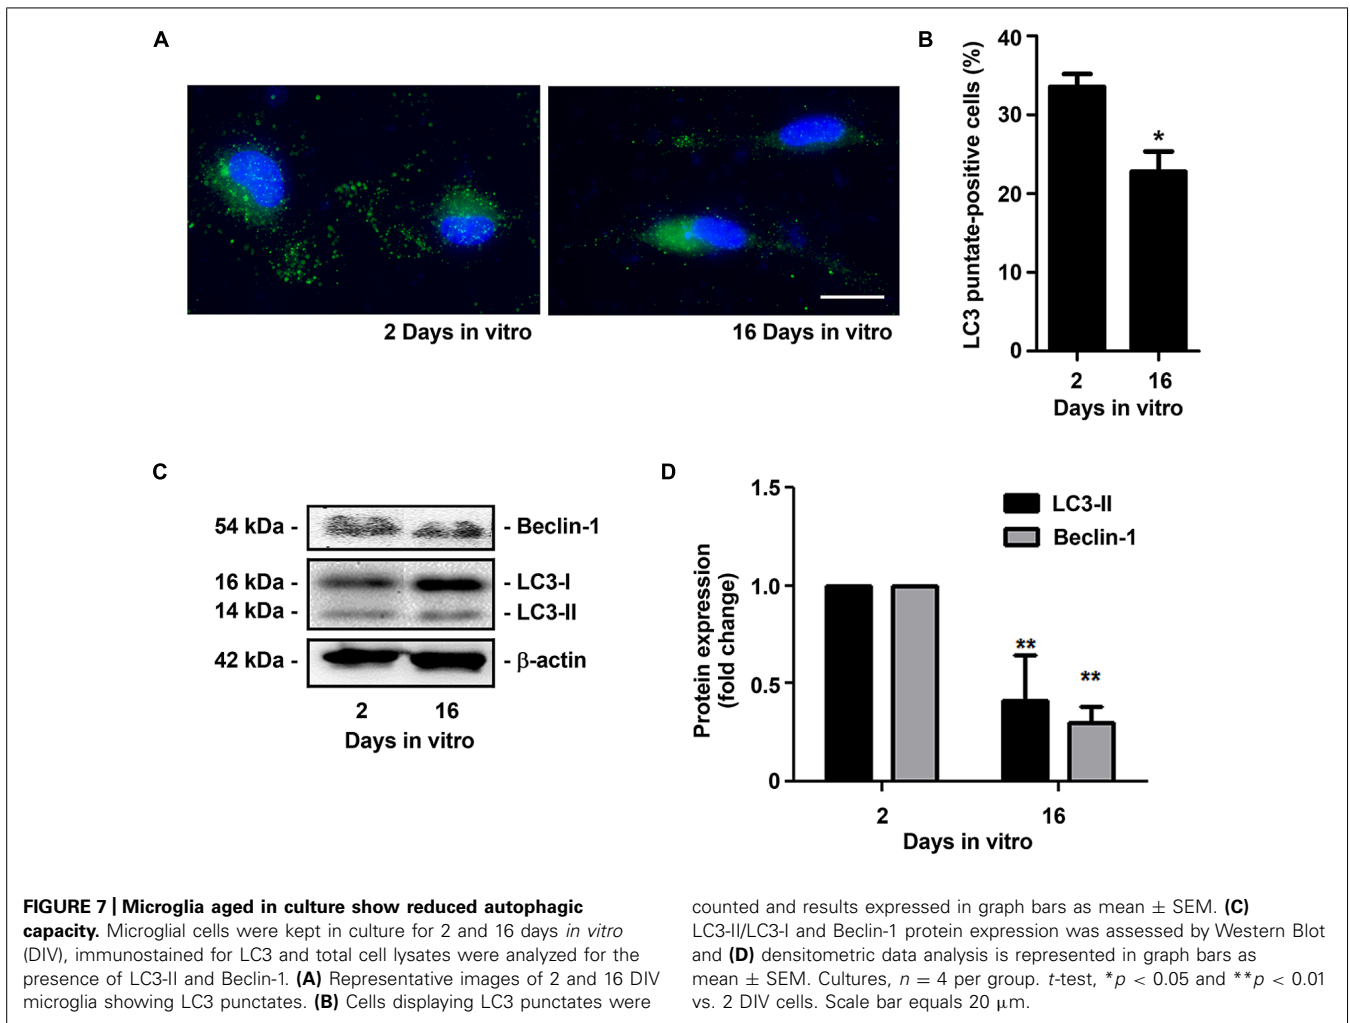 A
2 Days in vitro
16 Days in vitro
B
LC3 puntate-positive cells (%)
40
30
20
10
0
*
2
16
Days in vitro
C
54 kDa -
- Beclin-1
16 kDa -
- LC3-I
14 kDa -
- LC3-II
42 kDa -
- β-actin
2
16
Days in vitro
D
Protein expression
(fold change)
1.5
1.0
0.5
0
LC3-II
Beclin-1
**
**
2
16
Days in vitro
FIGURE 7 | Microglia aged in culture show reduced autophagic
capacity. Microglial cells were kept in culture for 2 and 16 days in vitro
(DIV), immunostained for LC3 and total cell lysates were analyzed for the
presence of LC3-II and Beclin-1. (A) Representative images of 2 and 16 DIV
microglia showing LC3 punctates. (B) Cells displaying LC3 punctates were
counted and results expressed in graph bars as mean ± SEM. (C)
LC3-II/LC3-I and Beclin-1 protein expression was assessed by Western Blot
and (D) densitometric data analysis is represented in graph bars as
mean ± SEM. Cultures, n = 4 per group. t-test, *p < 0.05 and **p < 0.01
vs. 2 DIV cells. Scale bar equals 20 μm.